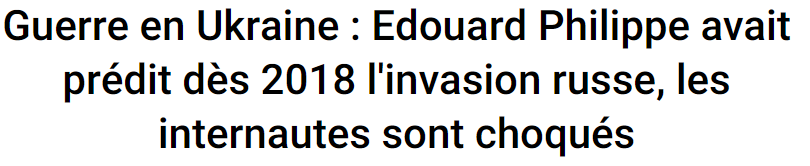 Guerre en Ukraine : Edouard Philippe avait
prédit dès 2018 l'invasion russe, les
internautes sont choqués